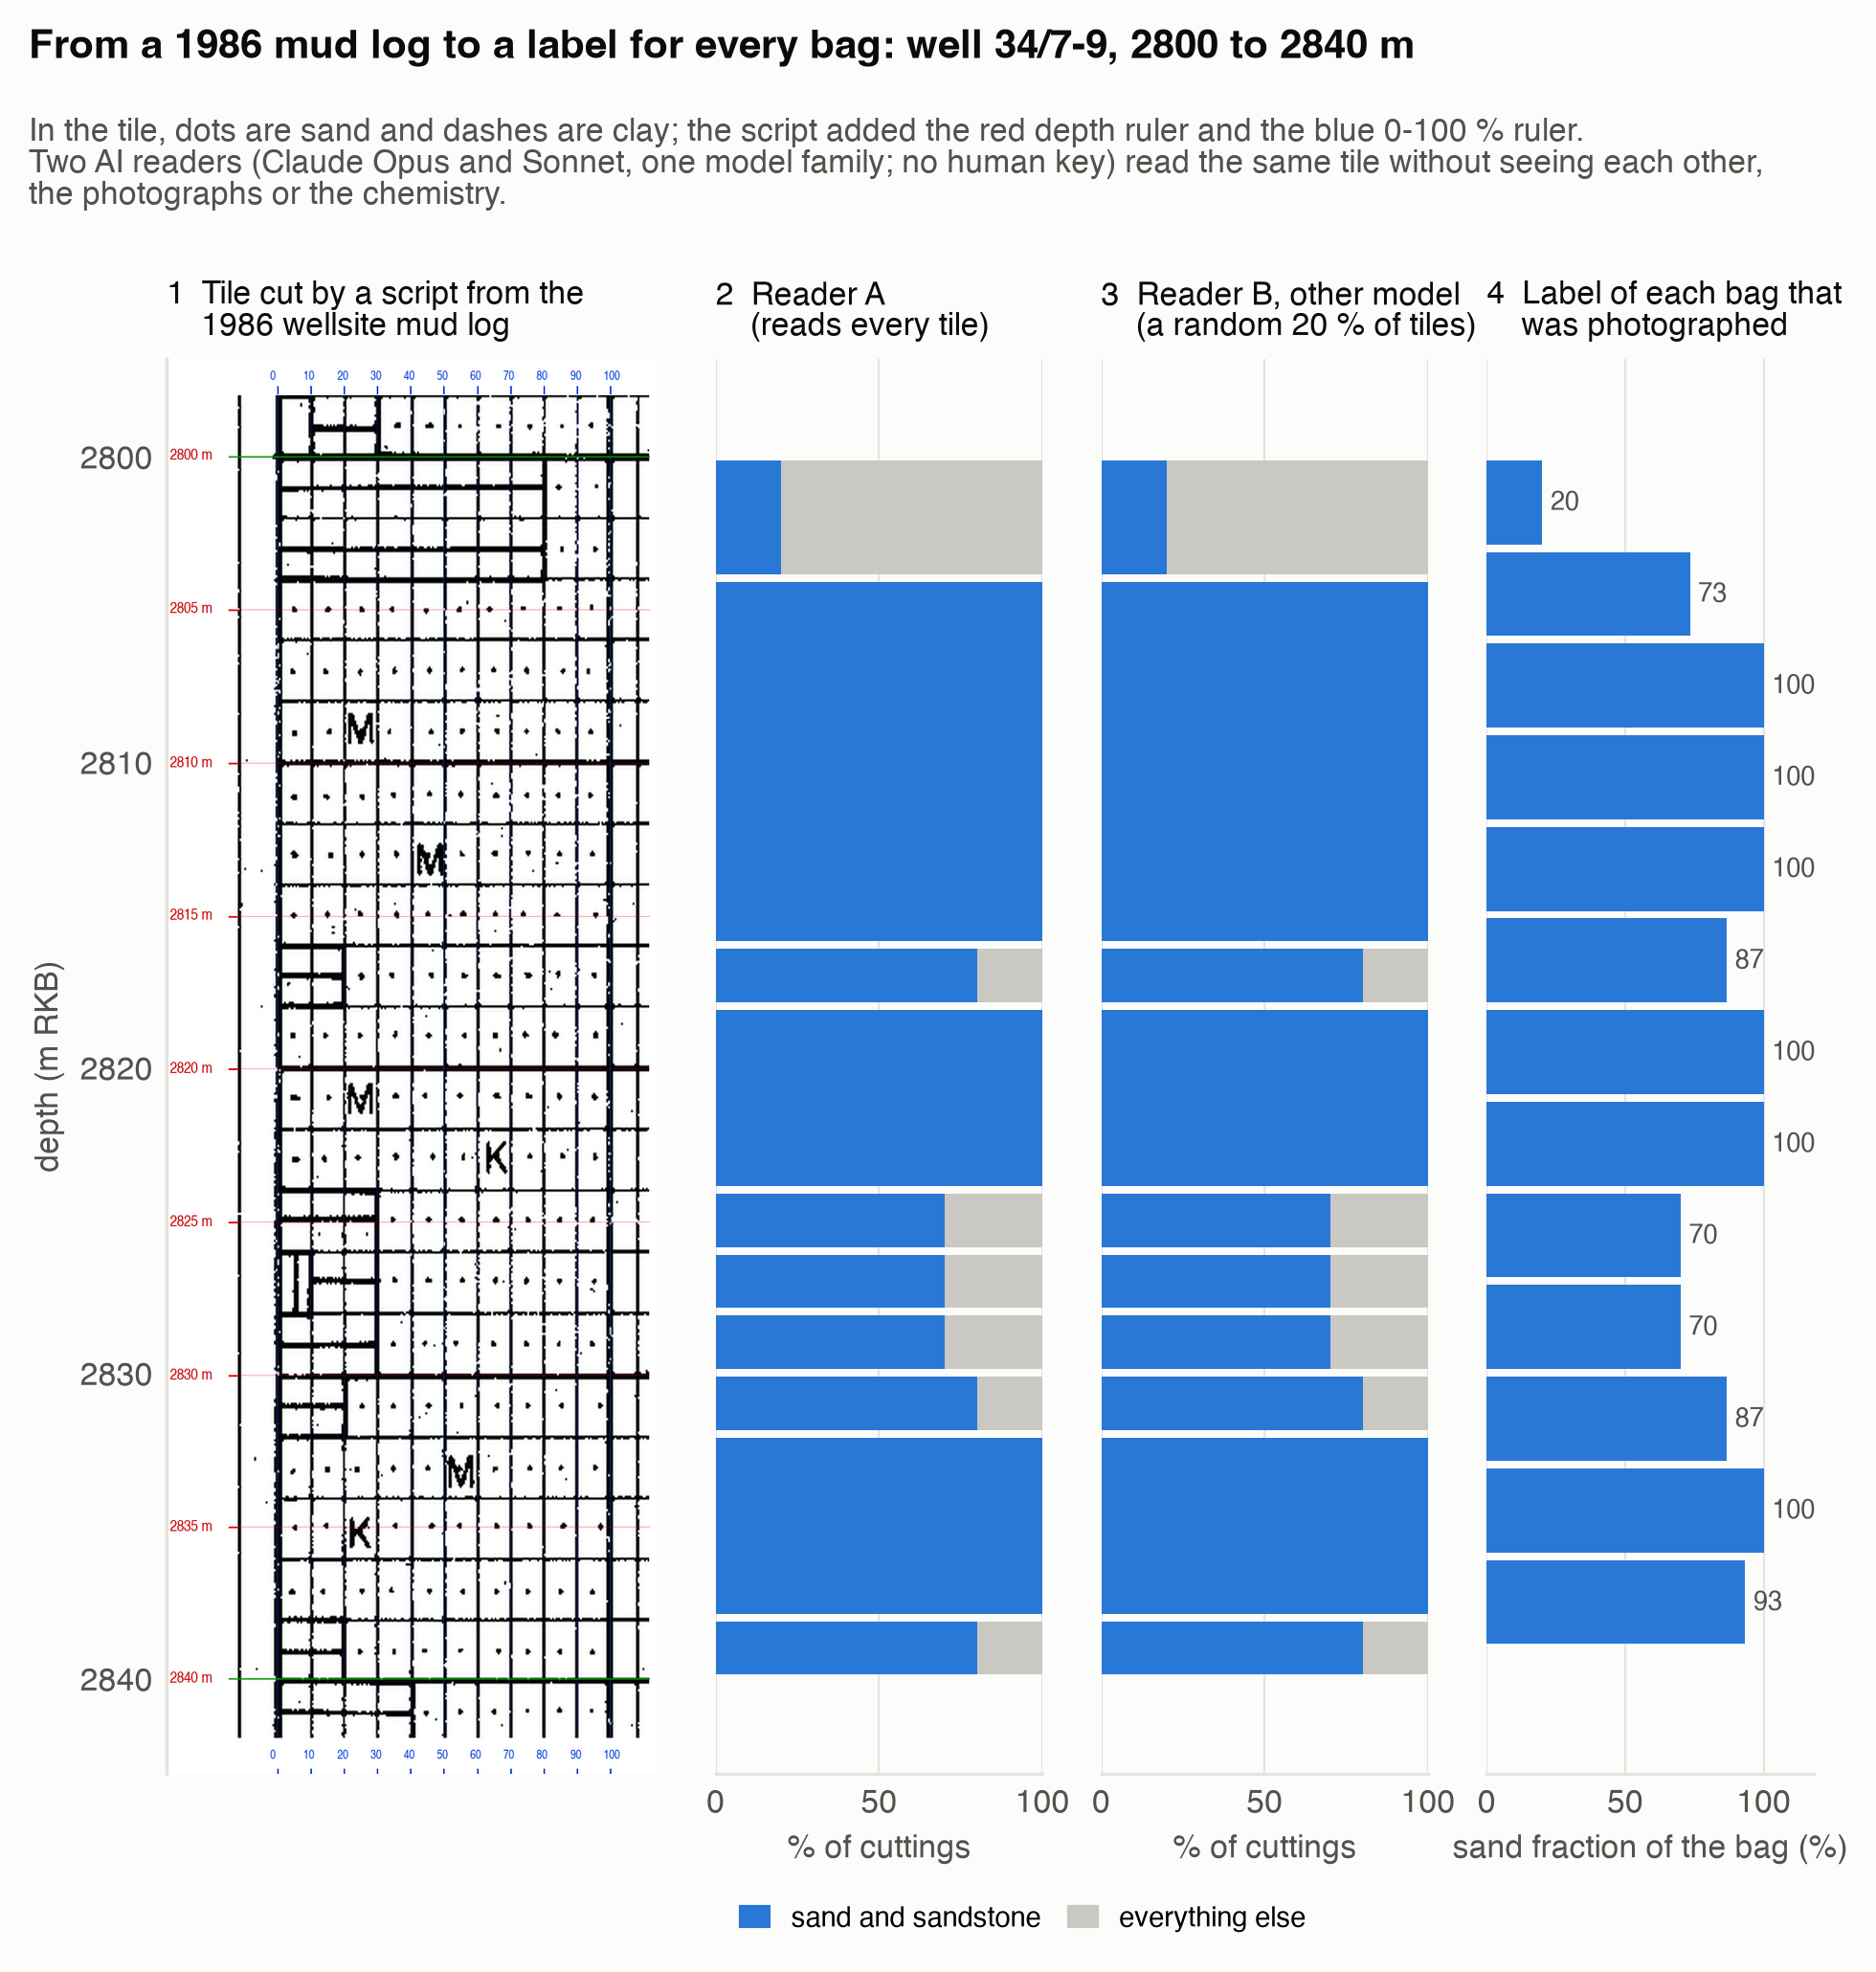 From a 1986 mud log to a label for every bag: well 34/7-9, 2800 to 2840 m
In the tile, dots are sand and dashes are clay; the script added the red depth ruler and the blue 0-100 % ruler.
Two AI readers (Claude Opus and Sonnet, one model family; no human key) read the same tile without seeing each other,
the photographs or the chemistry.
1 Tile cut by a script from the
1986 wellsite mud log
2 Reader A
(reads every tile)
3 Reader B, other model
(a random 20 % of tiles)
4 Label of each bag that
was photographed
0 10 20 30 40 50 60 70 80 90 100
2800 2800 m
20
2805 m
73
100
M
2810 2810 m
100
M
100
2815 m
87
100
2820 2820 m
M
K
100
2825 m
70
70
2830 2830 m
87
M
100
2835 m
K
93
2840 2840 m
depth (m RKB)
0 10 20 30 40 50 60 70 80 90 100
0 50 100 0 50 100 0 50 100
% of cuttings % of cuttings sand fraction of the bag (%)
sand and sandstone everything else